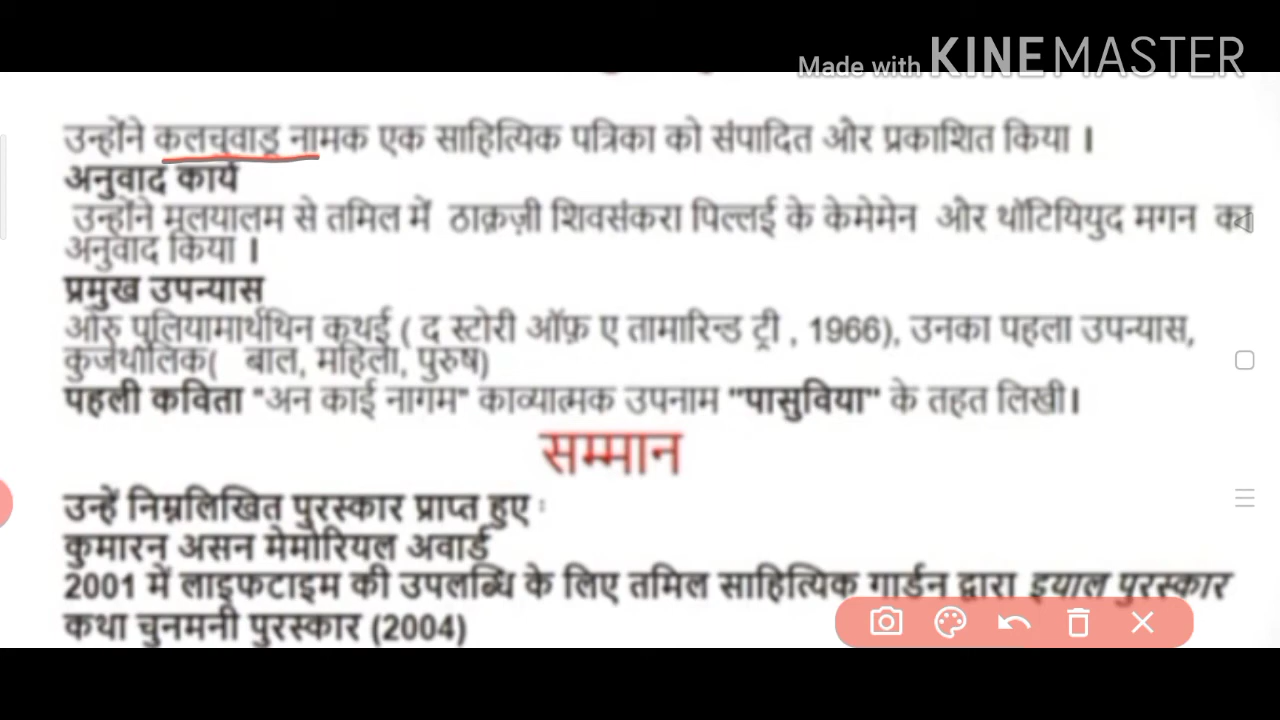 Made with KINEMASTER
उन्होंने कलचुवाडु नामक एक साहित्यिक पत्रिका को संपादित और प्रकाशित किया ।
अनुवाद कार्य
उन्होंने मलयालम से तमिल में ठाक़ज़ी शिवसंकरा पिल्लई के केमेमेन और थॉटियियुद मगन का
अनुवाद किया ।
प्रमुख उपन्यास
ओरु पुलियामार्थथिन कथई ( द स्टोरी ऑफ़ ए तामारिन्ड ट्री , 1966), उनका पहला उपन्यास,
कुर्जथीलिक( बाल, महिला, पुरुष)
पहली कविता "अन काई नागम" काव्यात्मक उपनाम "पासुविया" के तहत लिखी।
सम्मान
उन्हें निम्नलिखित पुरस्कार प्राप्त हुए :
कुमारन असन मेमोरियल अवार्ड
2001 में लाइफटाइम की उपलब्धि के लिए तमिल साहित्यिक गार्डन द्वारा इयाल पुरस्कार
कथा चुनमनी पुरस्कार (2004)